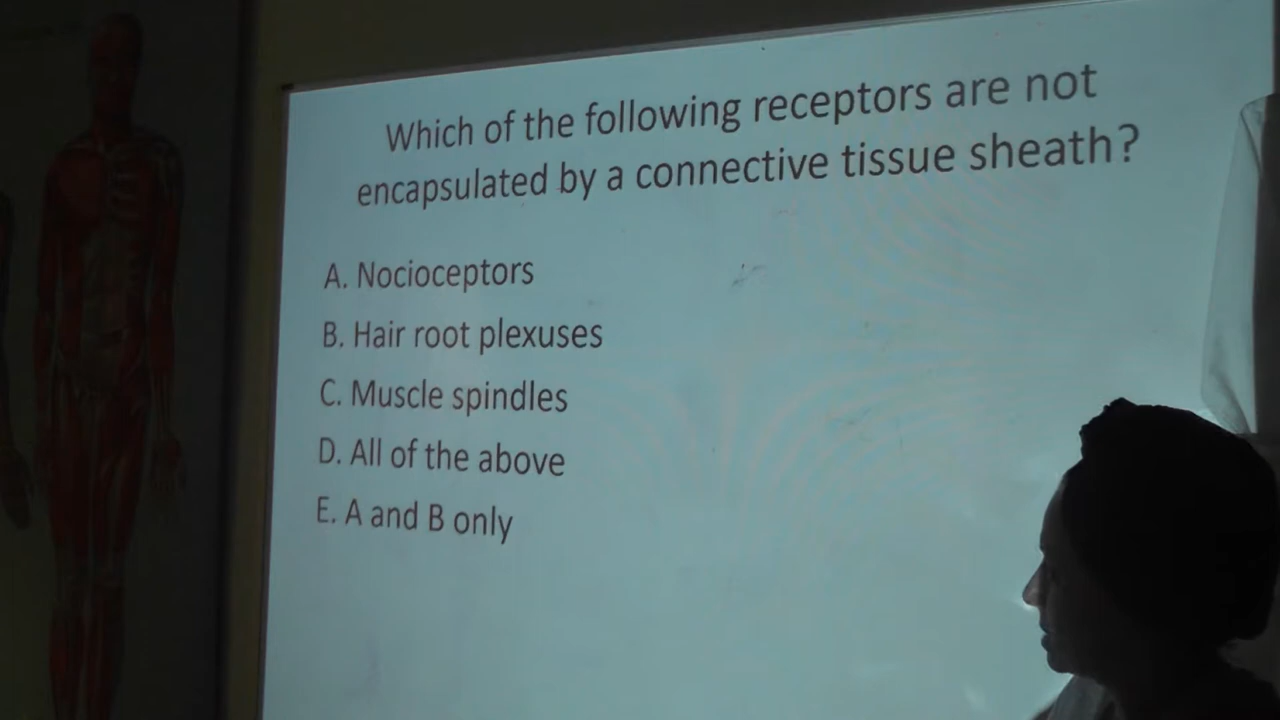 Which of the following receptors are not
encapsulated by a connective tissue sheath?
A. Nocioceptors
B. Hair root plexuses
C. Muscle spindles
D. All of the above
E. A and B only